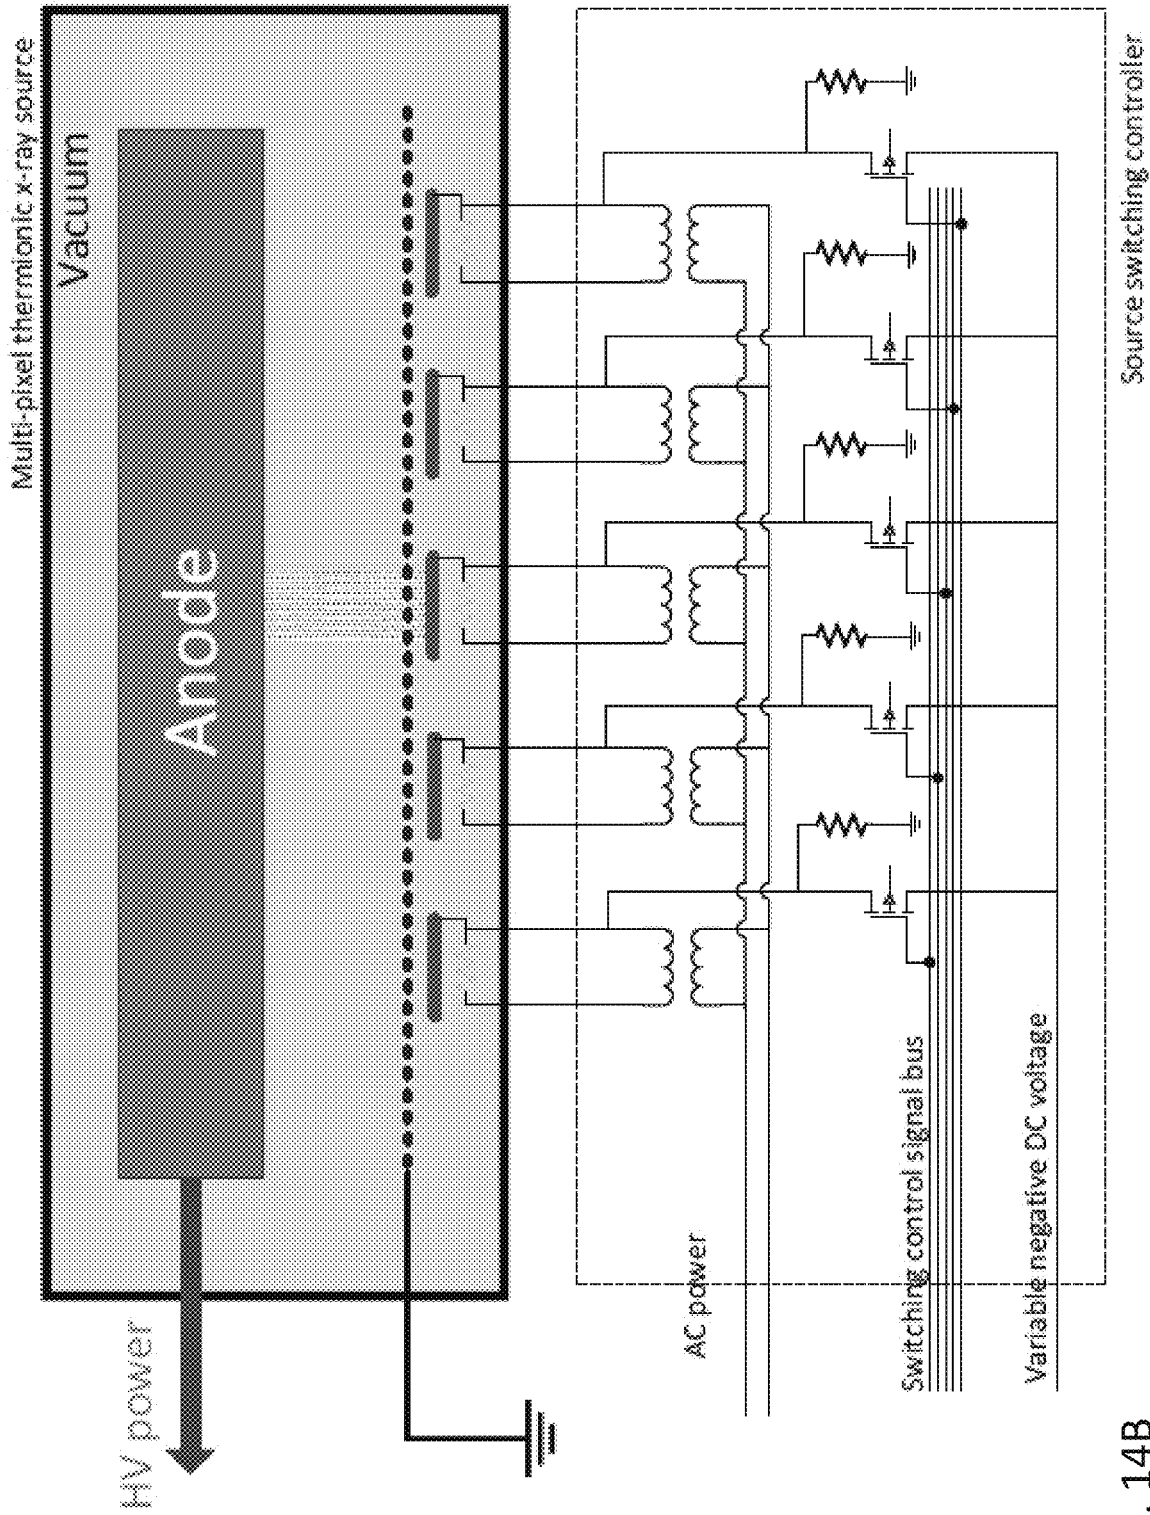 Multi-pixel thermionic x-ray source
Vacuum
Anode
HV power
AC power
Switching control signal bus
Variable negative DC voltage
Source switching controller
. 14B